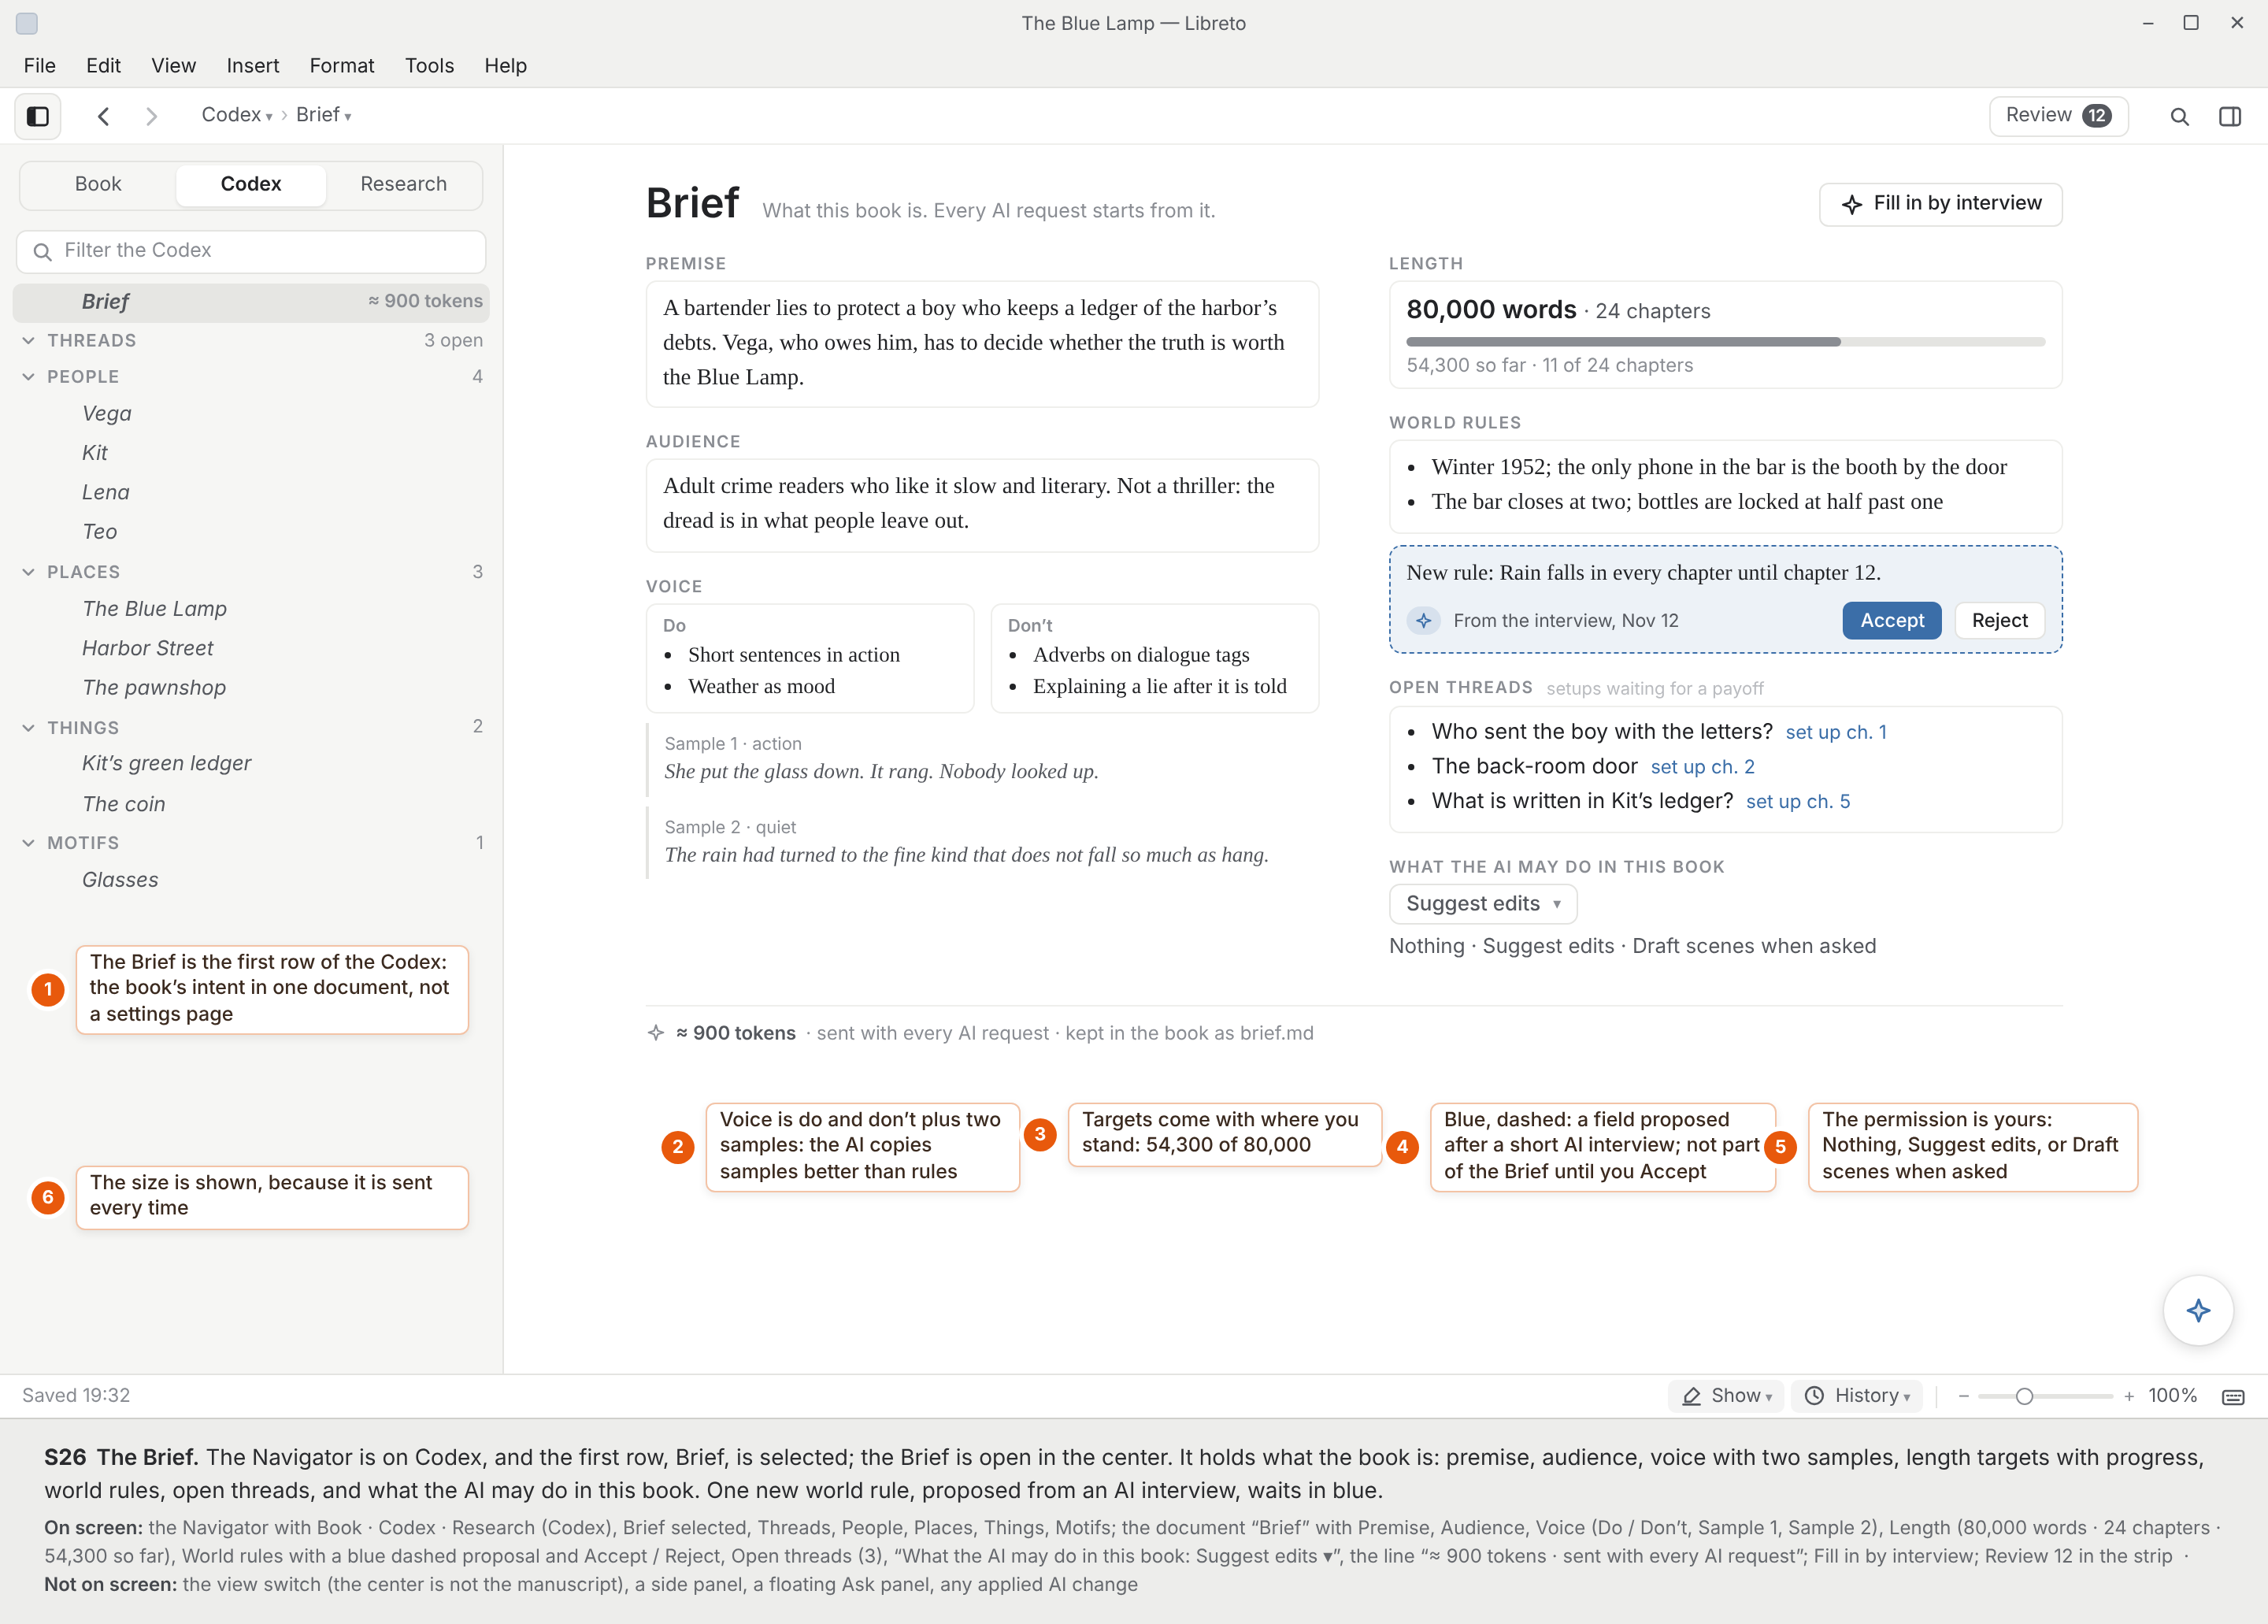 The Blue Lamp — Libreto
File Edit View Insert Format Tools Help
Codex ▾ › Brief ▾
Review 12
Book Codex Research
Filter the Codex
Brief ≈ 900 tokens
THREADS 3 open
PEOPLE 4
Vega
Kit
Lena
Teo
PLACES 3
The Blue Lamp
Harbor Street
The pawnshop
THINGS 2
Kit’s green ledger
The coin
MOTIFS 1
Glasses
1 The Brief is the first row of the Codex:
the book’s intent in one document, not
a settings page
6 The size is shown, because it is sent
every time
Brief What this book is. Every AI request starts from it.
Fill in by interview
PREMISE
A bartender lies to protect a boy who keeps a ledger of the harbor’s
debts. Vega, who owes him, has to decide whether the truth is worth
the Blue Lamp.
AUDIENCE
Adult crime readers who like it slow and literary. Not a thriller: the
dread is in what people leave out.
VOICE
Do
• Short sentences in action
• Weather as mood
Don’t
• Adverbs on dialogue tags
• Explaining a lie after it is told
Sample 1 · action
She put the glass down. It rang. Nobody looked up.
Sample 2 · quiet
The rain had turned to the fine kind that does not fall so much as hang.
LENGTH
80,000 words · 24 chapters
54,300 so far · 11 of 24 chapters
WORLD RULES
• Winter 1952; the only phone in the bar is the booth by the door
• The bar closes at two; bottles are locked at half past one
New rule: Rain falls in every chapter until chapter 12.
From the interview, Nov 12 Accept Reject
OPEN THREADS setups waiting for a payoff
• Who sent the boy with the letters? set up ch. 1
• The back-room door set up ch. 2
• What is written in Kit’s ledger? set up ch. 5
WHAT THE AI MAY DO IN THIS BOOK
Suggest edits ▾
Nothing · Suggest edits · Draft scenes when asked
≈ 900 tokens · sent with every AI request · kept in the book as brief.md
2 Voice is do and don’t plus two
samples: the AI copies
samples better than rules
3 Targets come with where you
stand: 54,300 of 80,000
4 Blue, dashed: a field proposed
after a short AI interview; not part
of the Brief until you Accept
5 The permission is yours:
Nothing, Suggest edits, or Draft
scenes when asked
Saved 19:32
Show ▾ History ▾ − + 100%
S26 The Brief. The Navigator is on Codex, and the first row, Brief, is selected; the Brief is open in the center. It holds what the book is: premise, audience, voice with two samples, length targets with progress,
world rules, open threads, and what the AI may do in this book. One new world rule, proposed from an AI interview, waits in blue.
On screen: the Navigator with Book · Codex · Research (Codex), Brief selected, Threads, People, Places, Things, Motifs; the document “Brief” with Premise, Audience, Voice (Do / Don’t, Sample 1, Sample 2), Length (80,000 words · 24 chapters ·
54,300 so far), World rules with a blue dashed proposal and Accept / Reject, Open threads (3), “What the AI may do in this book: Suggest edits ▾”, the line “≈ 900 tokens · sent with every AI request”; Fill in by interview; Review 12 in the strip ·
Not on screen: the view switch (the center is not the manuscript), a side panel, a floating Ask panel, any applied AI change